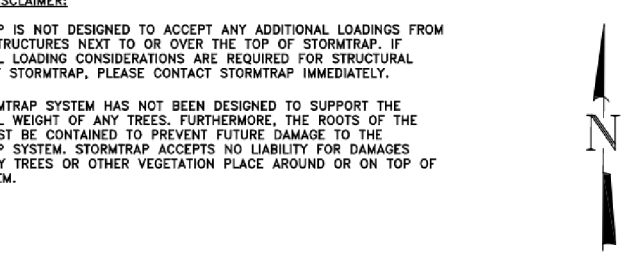 SCLAIMER:
P IS NOT DESIGNED TO ACCEPT ANY ADDITIONAL LOADINGS FROM
TRUCTURES NEXT TO OR OVER THE TOP OF STORMTRAP. IF
L LOADING CONSIDERATIONS ARE REQUIRED FOR STRUCTURAL
F STORMTRAP, PLEASE CONTACT STORMTRAP IMMEDIATELY.
MTRAP SYSTEM HAS NOT BEEN DESIGNED TO SUPPORT THE
L WEIGHT OF ANY TREES. FURTHERMORE, THE ROOTS OF THE
ST BE CONTAINED TO PREVENT FUTURE DAMAGE TO THE
P SYSTEM. STORMTRAP ACCEPTS NO LIABILITY FOR DAMAGES
Y TREES OR OTHER VEGETATION PLACE AROUND OR ON TOP OF
EM.
N